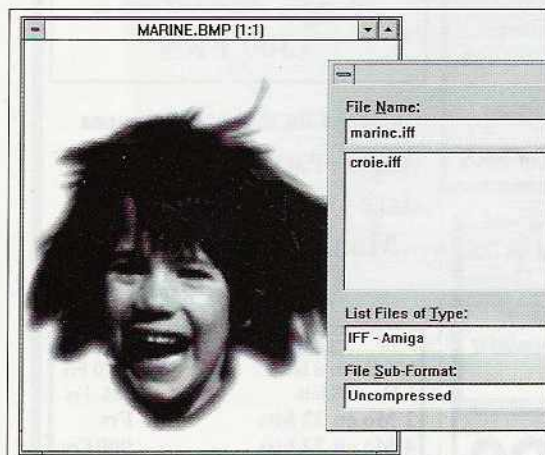 MARINE.BMP (1:1)
File Name:
marine.iff
croie.iff
List Files of Type:
IFF - Amiga
File Sub-Format:
Uncompressed